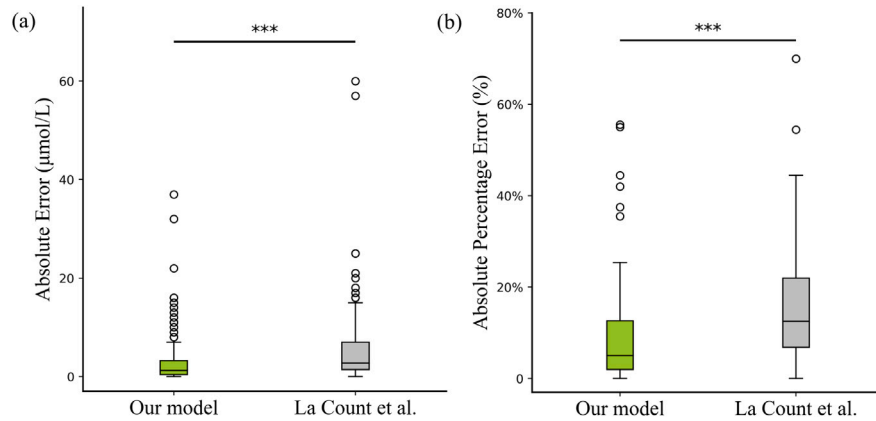 (a)
***
Absolute Error (μmol/L)
60
40
20
0
Our model
La Count et al.
(b)
***
Absolute Percentage Error (%)
80%
60%
40%
20%
0
Our model
La Count et al.